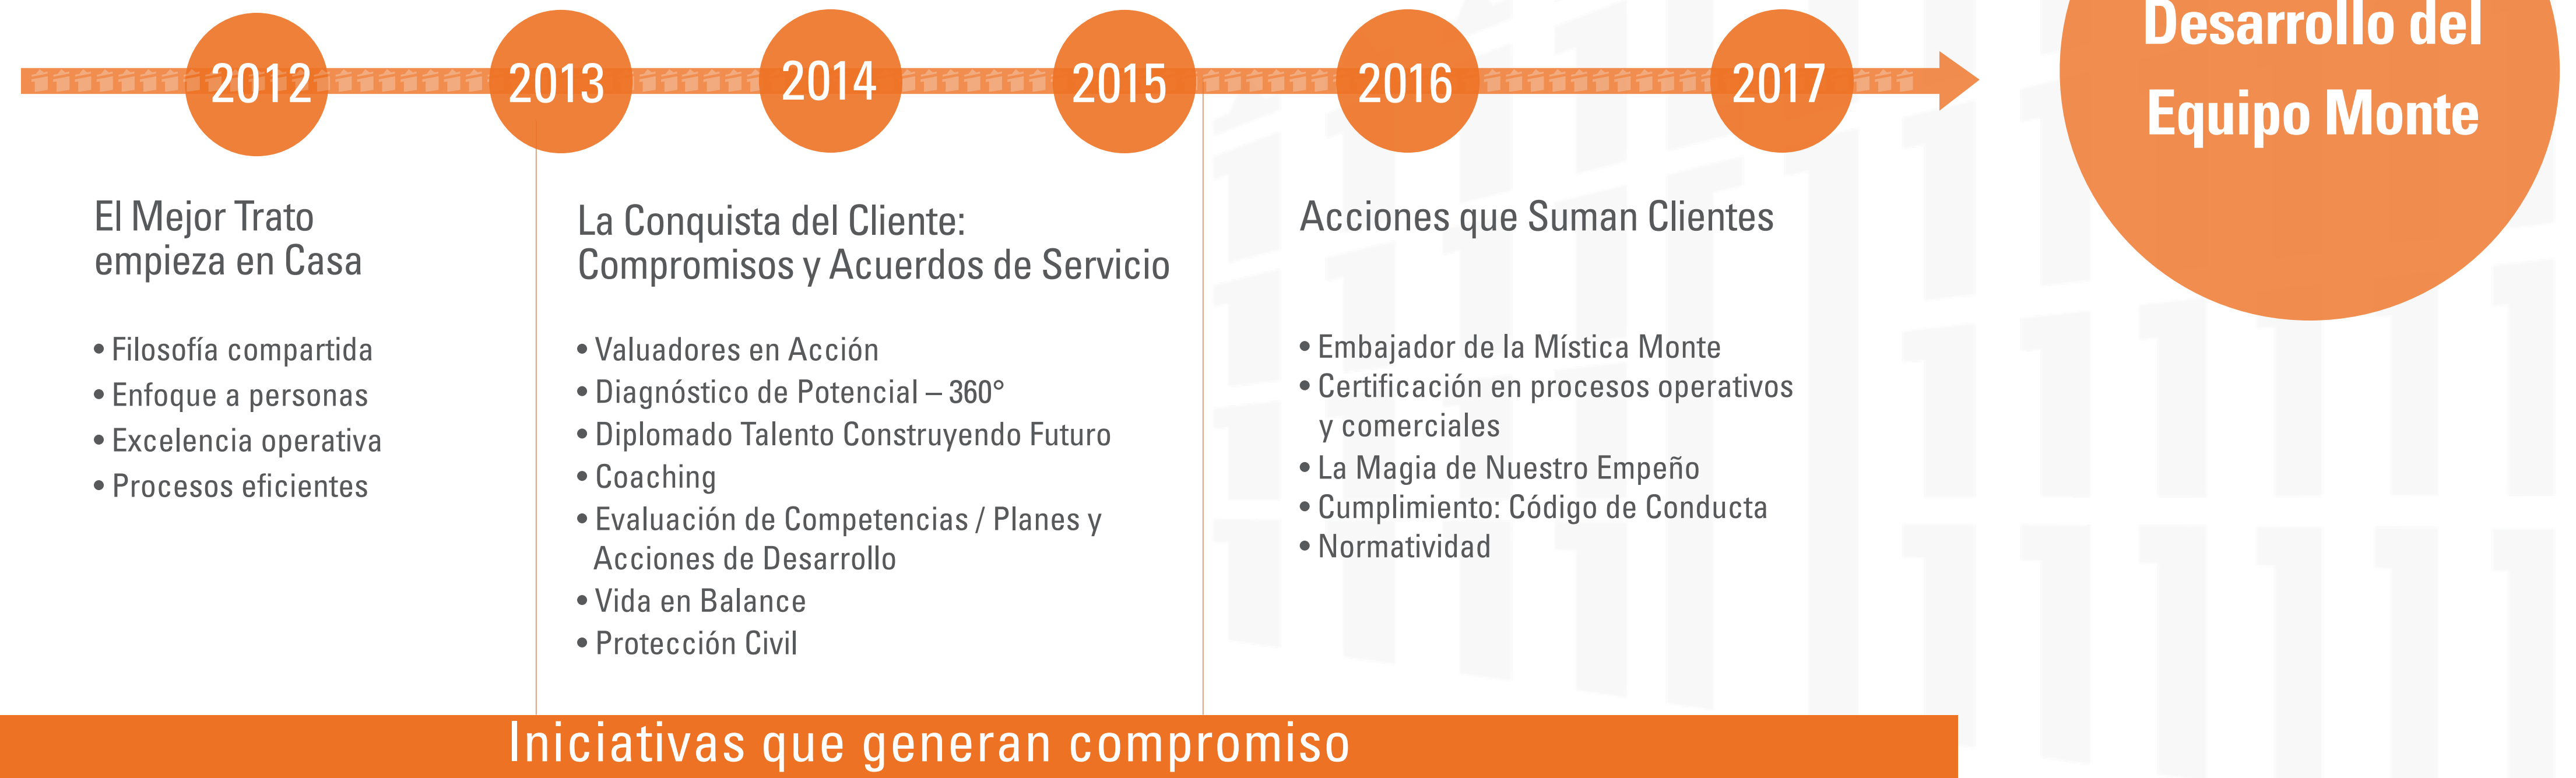 2012
2013
2014
2015
2016
2017
Desarrollo del
Equipo Monte
El Mejor Trato
empieza en Casa
• Filosofía compartida
• Enfoque a personas
• Excelencia operativa
• Procesos eficientes
La Conquista del Cliente:
Compromisos y Acuerdos de Servicio
• Valuadores en Acción
• Diagnóstico de Potencial – 360°
• Diplomado Talento Construyendo Futuro
• Coaching
• Evaluación de Competencias / Planes y
Acciones de Desarrollo
• Vida en Balance
• Protección Civil
Acciones que Suman Clientes
• Embajador de la Mística Monte
• Certificación en procesos operativos
y comerciales
• La Magia de Nuestro Empeño
• Cumplimiento: Código de Conducta
• Normatividad
Iniciativas que generan compromiso